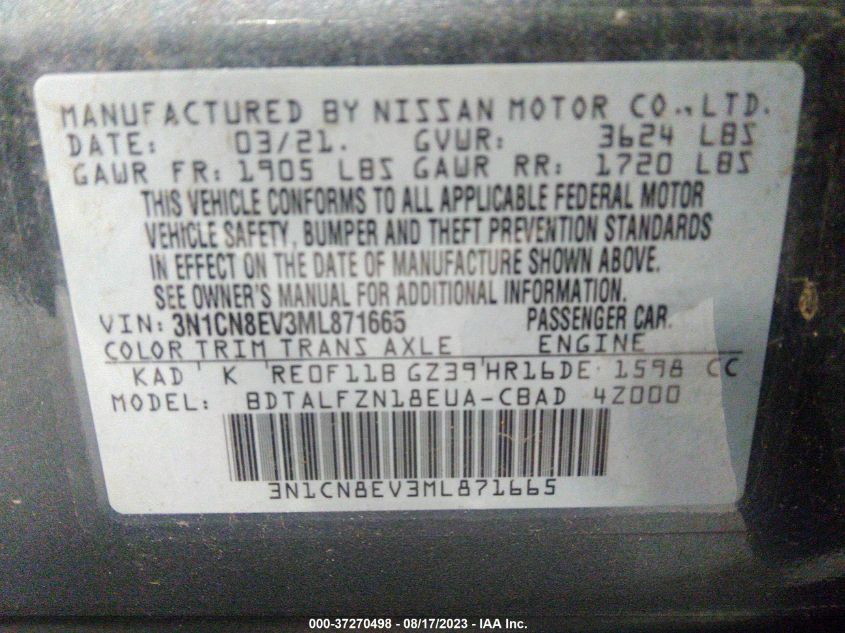 MANUFACTURED BY NISSAN MOTOR CO.,LTD.
DATE: 03/21. GVWR: 3624 LBS
GAWR FR: 1905 LBS GAWR RR: 1720 LBS
THIS VEHICLE CONFORMS TO ALL APPLICABLE FEDERAL MOTOR
VEHICLE SAFETY, BUMPER AND THEFT PREVENTION STANDARDS
IN EFFECT ON THE DATE OF MANUFACTURE SHOWN ABOVE.
SEE OWNER'S MANUAL FOR ADDITIONAL INFORMATION.
VIN: 3N1CN8EV3ML871665 PASSENGER CAR.
COLOR TRIM TRANS AXLE ENGINE
KAD K RE0F11B GZ39 HR16DE 1598 CC
MODEL: BDTALFZN18EUA-CBAD 4Z000
3N1CN8EV3ML871665
000-37270498 - 08/17/2023 - IAA Inc.